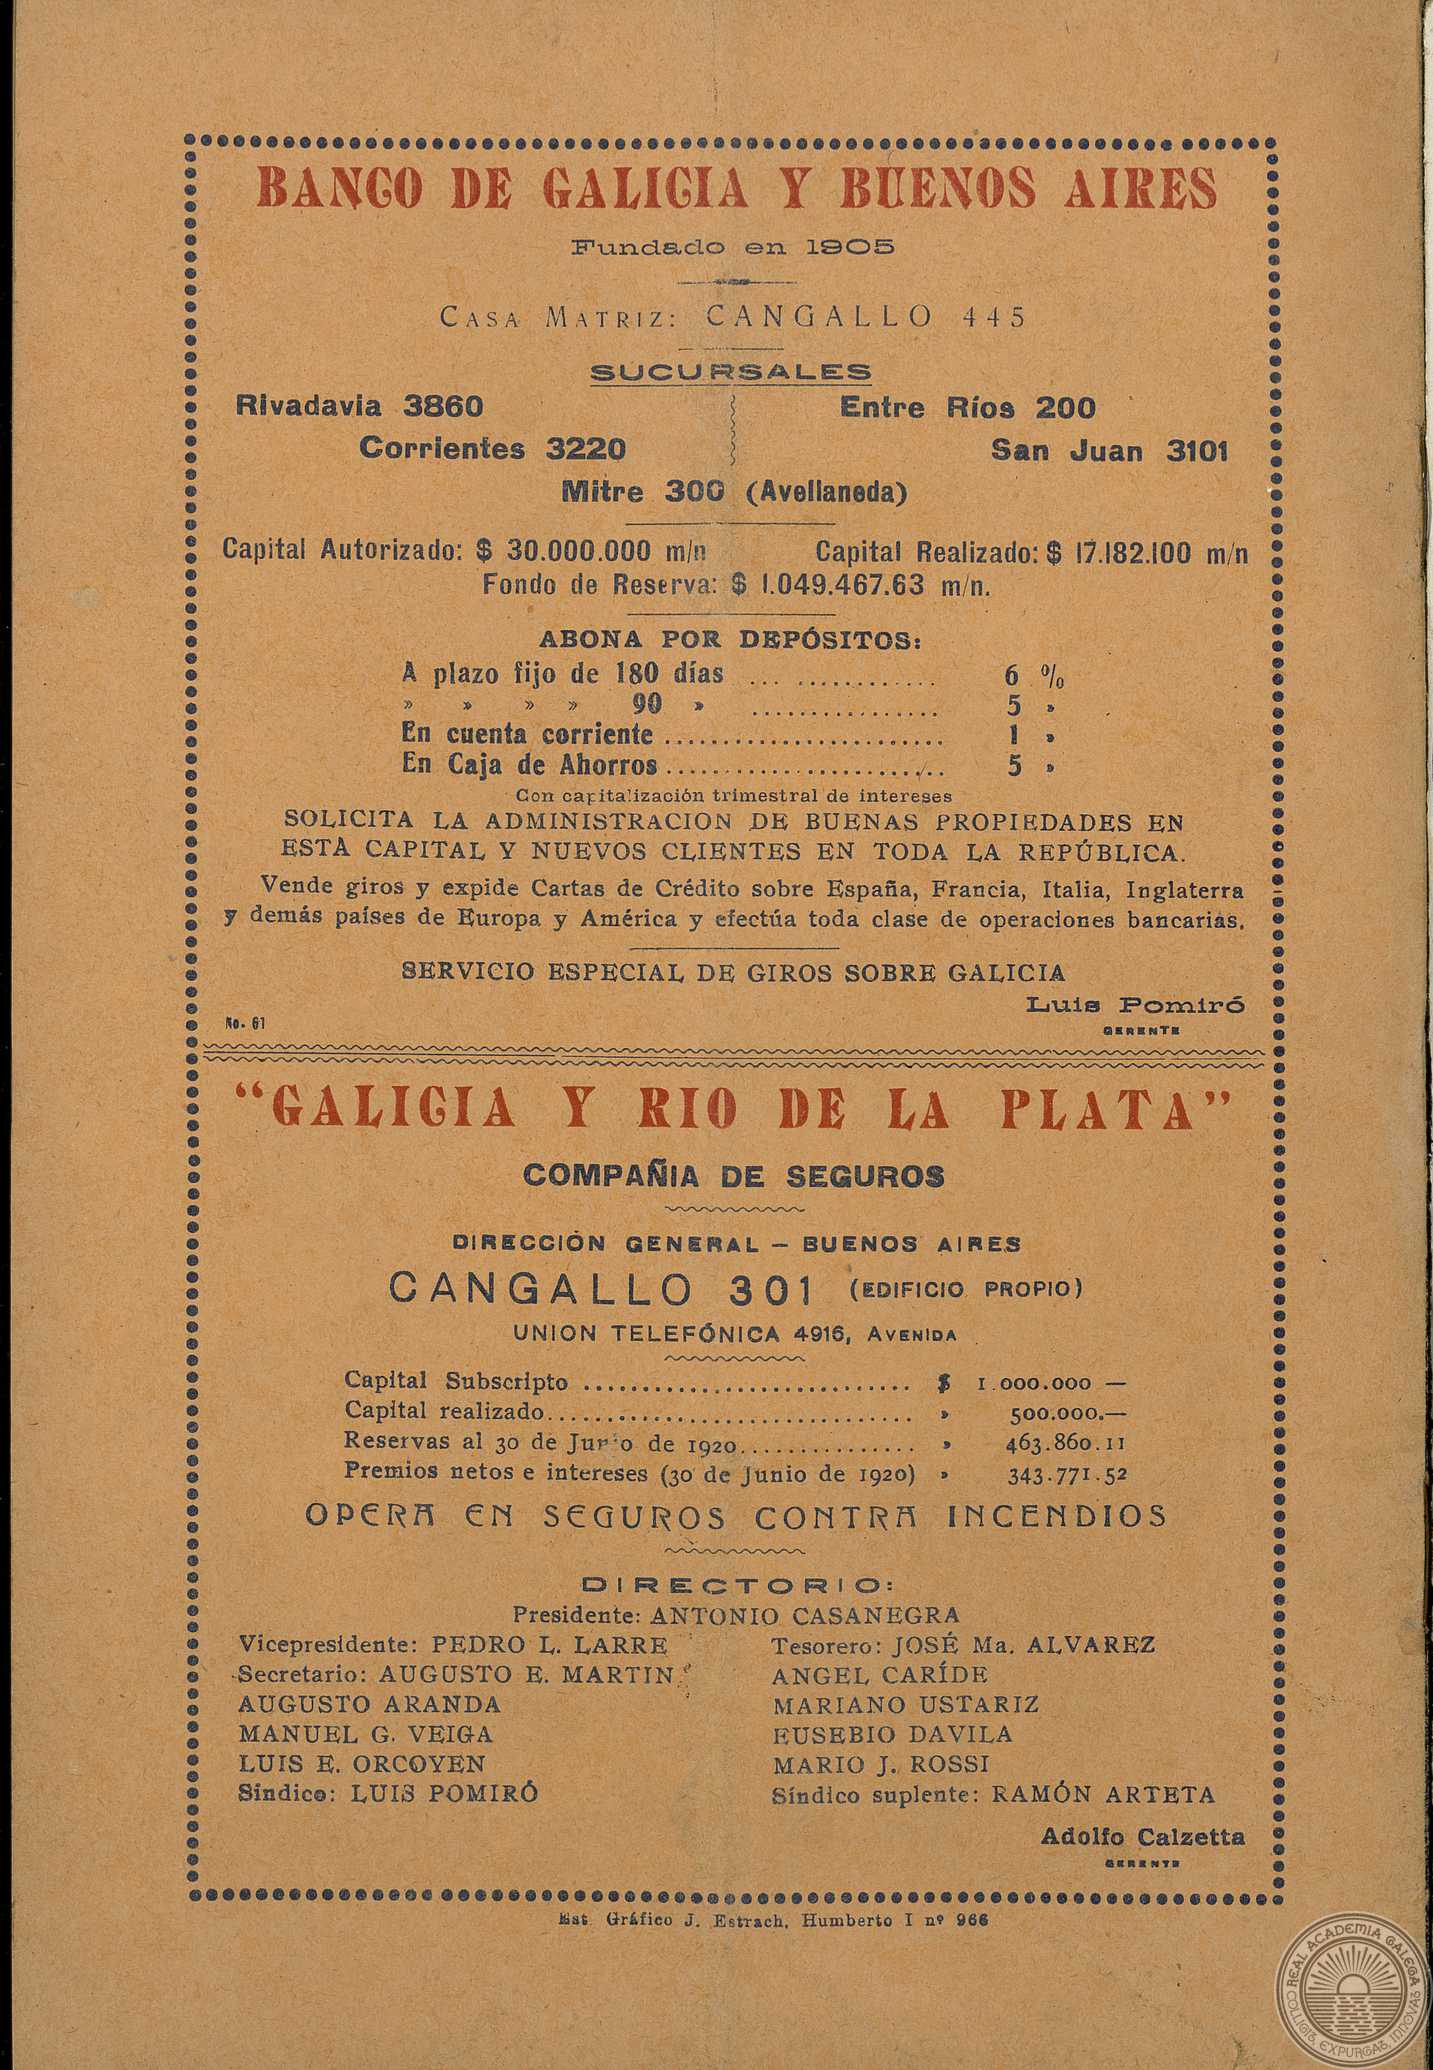 BANCO DE GALICIA Y BUENOS AIRES
Fundado en 1905
CASA MATRIZ: CANGALLO 445
SUCURSALES
Rivadavia 3860
Entre Ríos 200
Corrientes 3220
San Juan 3101
Mitre 300 (Avellaneda)
Capital Autorizado: $ 30.000.000 m/n
Capital Realizado: $ 17.182.100 m/n
Fondo de Reserva: $ 1.049.467.63 m/n.
ABONA POR DEPÓSITOS:
A plazo fijo de 180 días ... ............ 6 %
» » » » 90 » ................ 5 »
En cuenta corriente ........................ 1 »
En Caja de Ahorros........................ 5 »
Con capitalización trimestral de intereses
SOLICITA LA ADMINISTRACION DE BUENAS PROPIEDADES EN
ESTA CAPITAL Y NUEVOS CLIENTES EN TODA LA REPÚBLICA.
Vende giros y expide Cartas de Crédito sobre España, Francia, Italia, Inglaterra
y demás países de Europa y América y efectúa toda clase de operaciones bancarias.
SERVICIO ESPECIAL DE GIROS SOBRE GALICIA
Luis Pomiró
GERENTE
No. 61
"GALICIA Y RIO DE LA PLATA"
COMPAÑIA DE SEGUROS
DIRECCIÓN GENERAL — BUENOS AIRES
CANGALLO 301 (EDIFICIO PROPIO)
UNION TELEFÓNICA 4916, AVENIDA
Capital Subscripto ............................ $ 1.000.000 —
Capital realizado................................ » 500.000.—
Reservas al 30 de Junio de 1920............... » 463.860.11
Premios netos e intereses (30 de Junio de 1920) » 343.771.52
OPERA EN SEGUROS CONTRA INCENDIOS
DIRECTORIO:
Presidente: ANTONIO CASANEGRA
Vicepresidente: PEDRO L. LARRE
Tesorero: JOSÉ Ma. ALVAREZ
Secretario: AUGUSTO E. MARTIN
ANGEL CARÍDE
AUGUSTO ARANDA
MARIANO USTARIZ
MANUEL G. VEIGA
EUSEBIO DAVILA
LUIS E. ORCOYEN
MARIO J. ROSSI
Síndico: LUIS POMIRÓ
Síndico suplente: RAMÓN ARTETA
Adolfo Calzetta
GERENTE
Est. Gráfico J. Estrach, Humberto I nº 966
REAL ACADEMIA GALEGA
COLLIGIT, EXPURGAT, INNOVAT